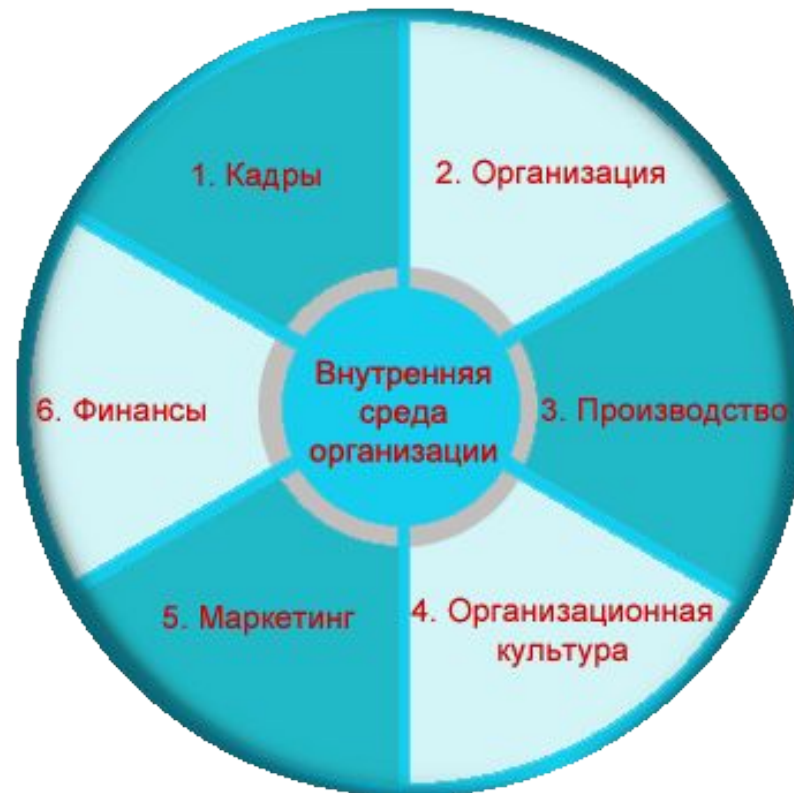 1. Кадры
2. Организация
3. Производство
4. Организационная
культура
5. Маркетинг
6. Финансы
Внутренняя
среда
организации